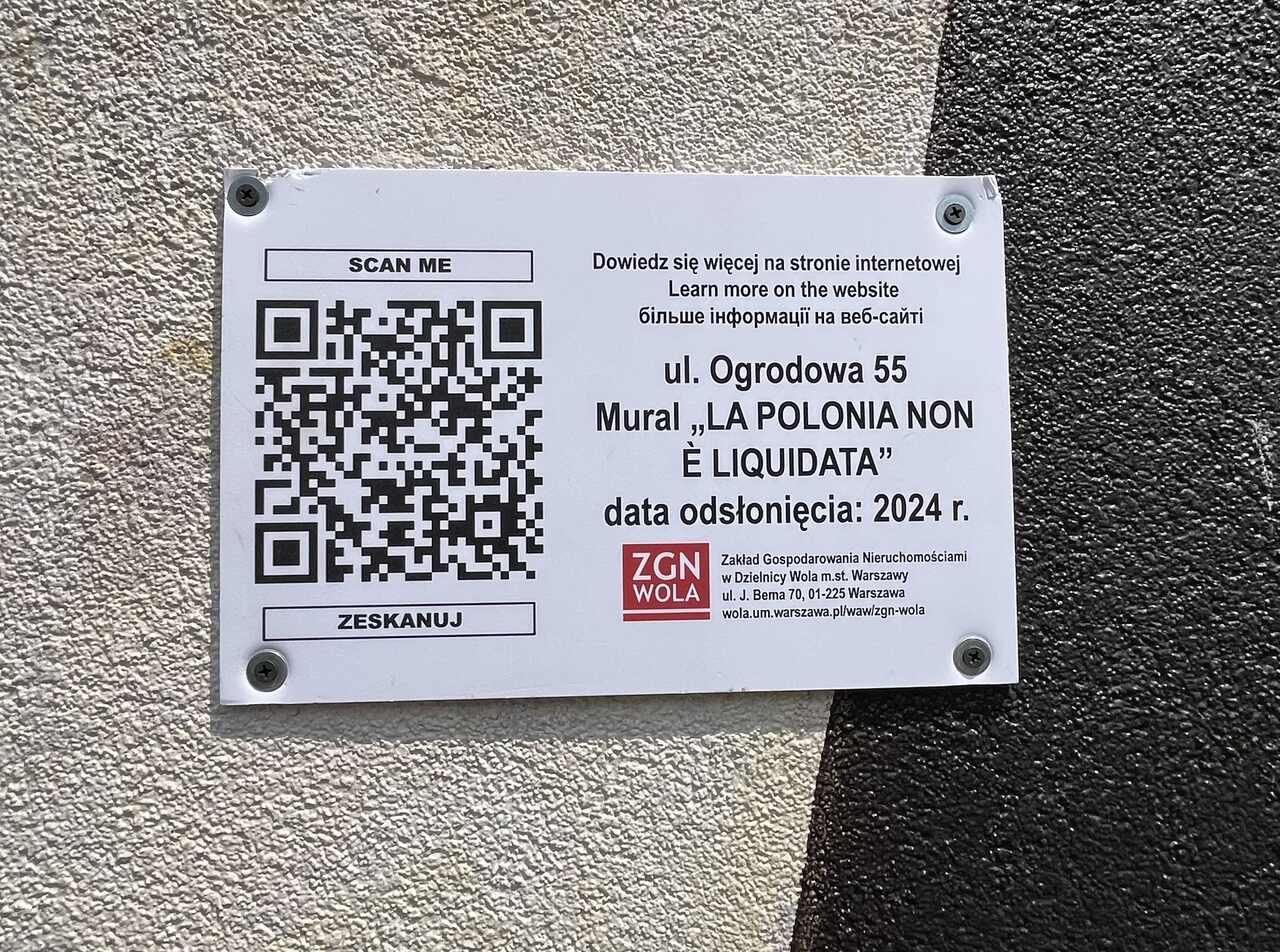 SCAN ME
ZESKANUJ
Dowiedz się więcej na stronie internetowej
Learn more on the website
більше інформації на веб-сайті
ul. Ogrodowa 55
Mural „LA POLONIA NON
È LIQUIDATA”
data odsłonięcia: 2024 r.
ZGN
WOLA
Zakład Gospodarowania Nieruchomościami
w Dzielnicy Wola m.st. Warszawy
ul. J. Bema 70, 01-225 Warszawa
wola.um.warszawa.pl/waw/zgn-wola